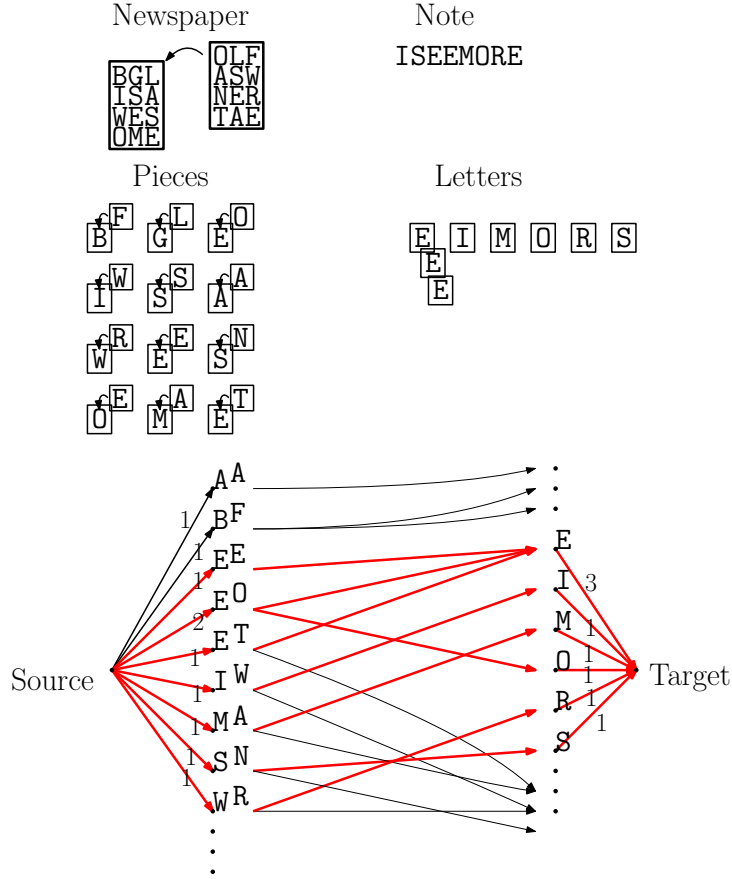 Newspaper Note
OLF
ISEEMORE
BGL ASW
ISA NER
WES TAE
OME
Pieces Letters
F L O
B G E
E I M O R S
E
E
W S A
I S A
R E N
W E S
E A T
O M E
A A
1 B F
1 E E E
1 E O I 3
2 E T M 1
1 I W O 1
Source Target
1 M A R 1
1 S N S 1
1 W R 1
1